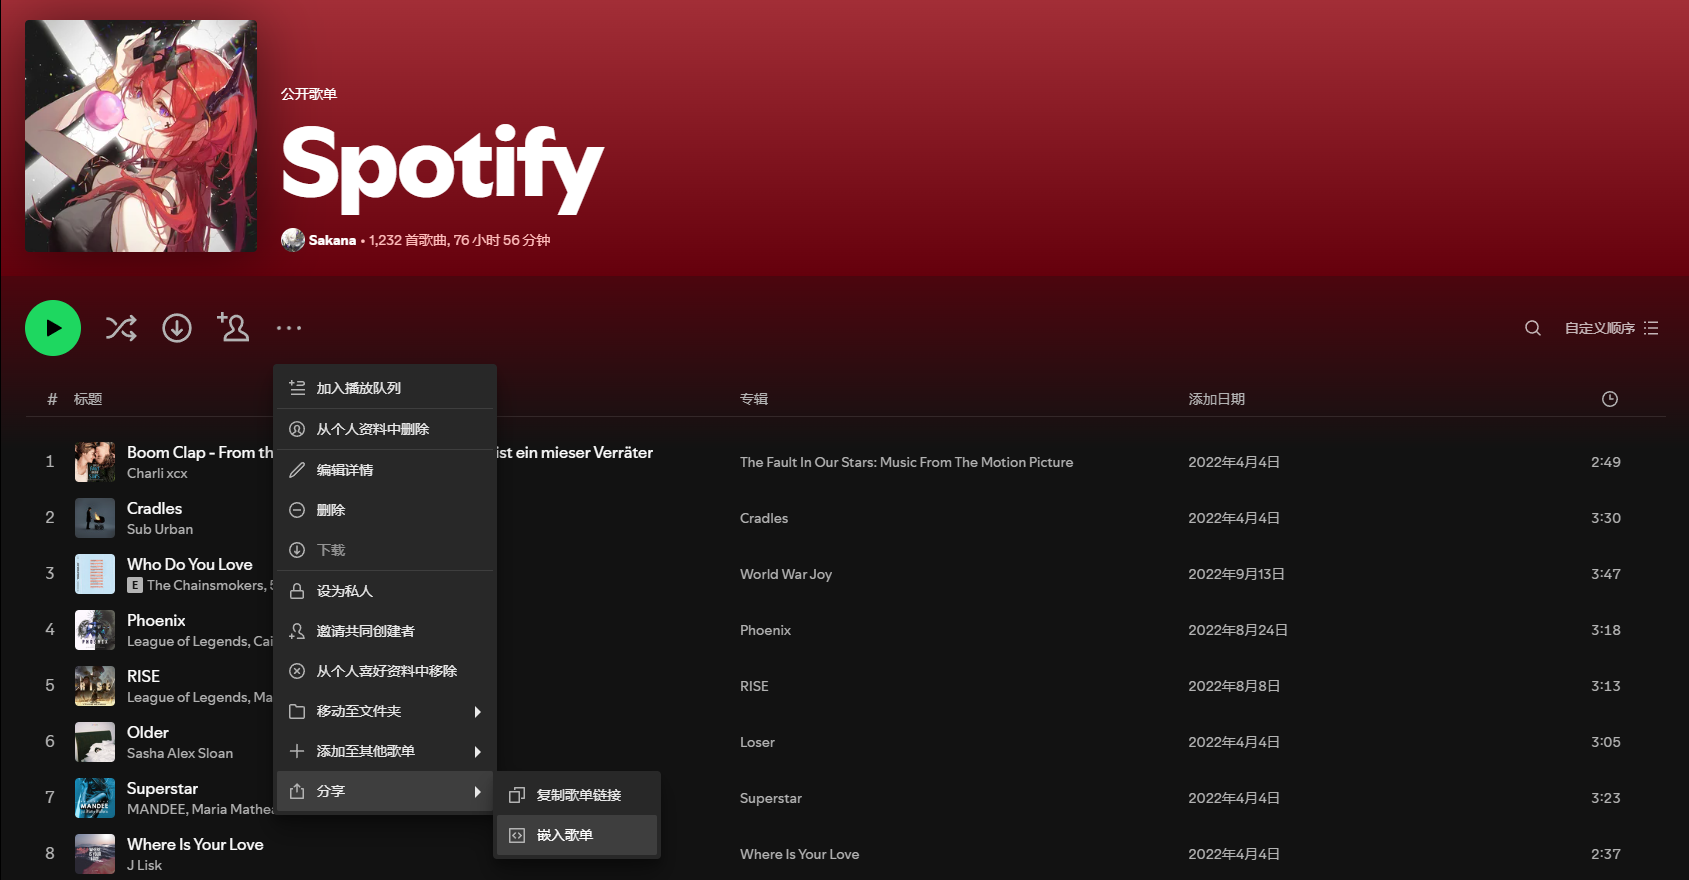 公开歌单
Spotify
Sakana • 1,232 首歌曲, 76 小时 56 分钟
自定义顺序
# 标题 专辑 添加日期
加入播放队列
从个人资料中删除
编辑详情
删除
下载
设为私人
邀请共同创建者
从个人喜好资料中移除
移动至文件夹
添加至其他歌单
分享
复制歌单链接
嵌入歌单
1 Boom Clap - From th ist ein mieser Verräter The Fault In Our Stars: Music From The Motion Picture 2022年4月4日 2:49
Charli xcx
2 Cradles Cradles 2022年4月4日 3:30
Sub Urban
3 Who Do You Love World War Joy 2022年9月13日 3:47
E The Chainsmokers, 5
4 Phoenix Phoenix 2022年8月24日 3:18
League of Legends, Cai
5 RISE RISE 2022年8月8日 3:13
League of Legends, Ma
6 Older Loser 2022年4月4日 3:05
Sasha Alex Sloan
7 Superstar Superstar 2022年4月4日 3:23
MANDEE, Maria Mathea
8 Where Is Your Love Where Is Your Love 2022年4月4日 2:37
J Lisk
PHOENIX
RISE
MANDEE